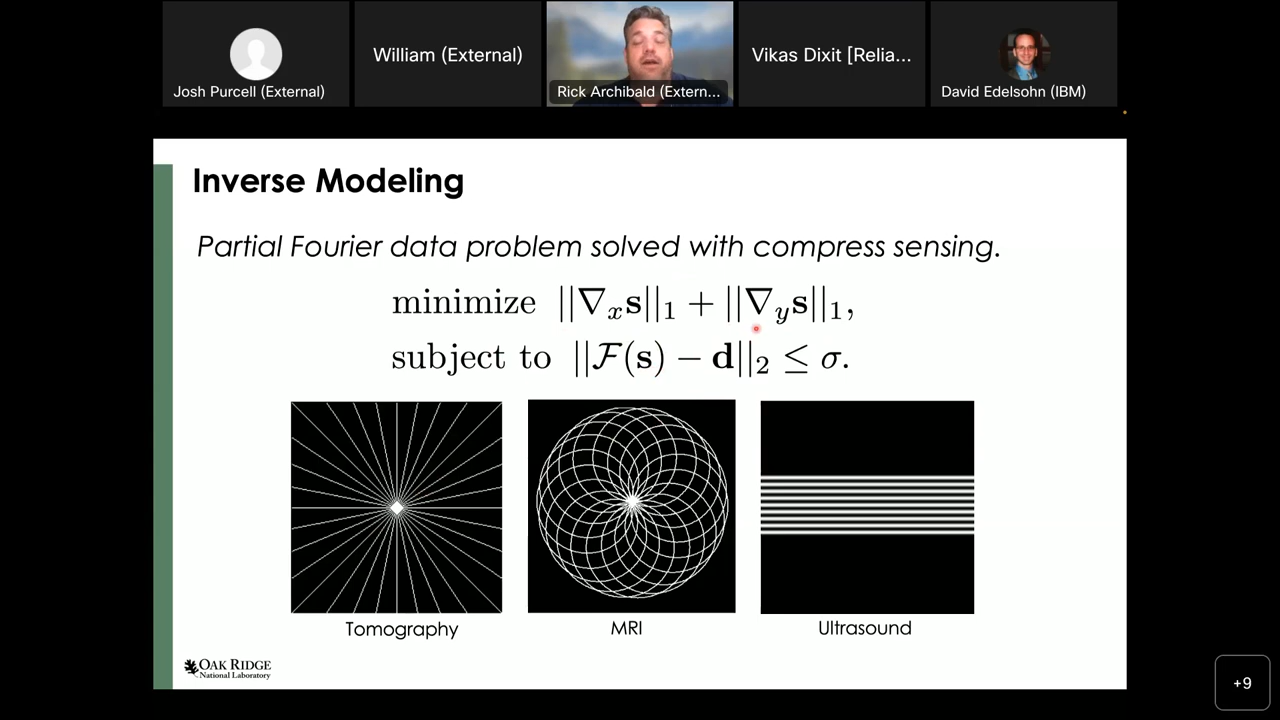 Josh Purcell (External)
William (External)
Rick Archibald (Extern...
Vikas Dixit [Relia...
David Edelsohn (IBM)
Inverse Modeling
Partial Fourier data problem solved with compress sensing.
minimize ||∇ₓs||₁ + ||∇ᵧs||₁,
subject to ||ℱ(s) − d||₂ ≤ σ.
Tomography
MRI
Ultrasound
OAK RIDGE
National Laboratory
+9